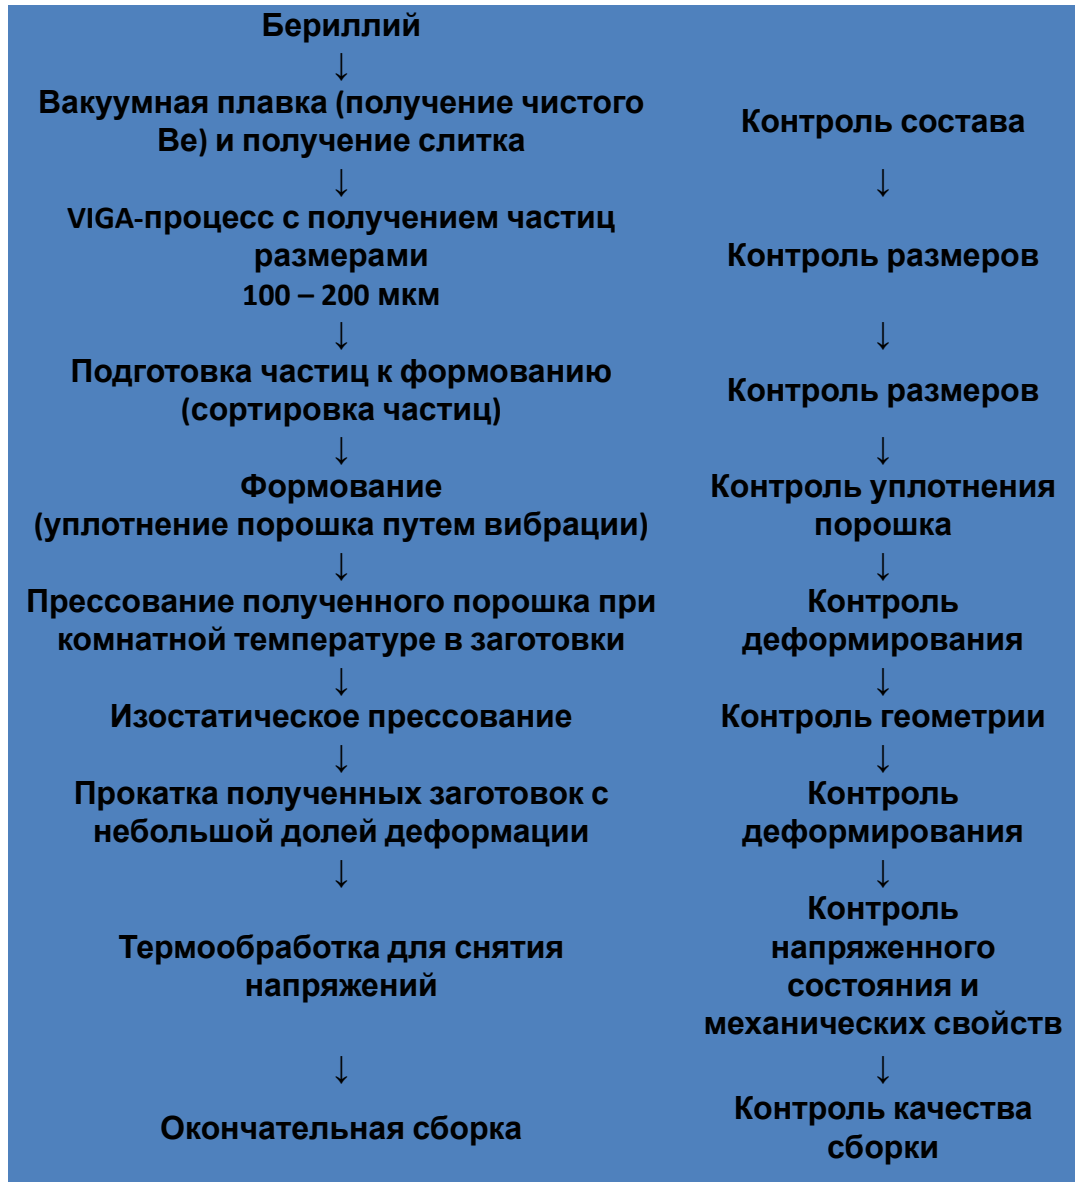 Бериллий
↓
Вакуумная плавка (получение чистого
Be) и получение слитка
Контроль состава
↓
↓
VIGA-процесс с получением частиц
размерами
100 – 200 мкм
Контроль размеров
↓
↓
Подготовка частиц к формованию
(сортировка частиц)
Контроль размеров
↓
↓
Формование
(уплотнение порошка путем вибрации)
Контроль уплотнения
порошка
↓
↓
Прессование полученного порошка при
комнатной температуре в заготовки
Контроль
деформирования
↓
↓
Изостатическое прессование
Контроль геометрии
↓
↓
Прокатка полученных заготовок с
небольшой долей деформации
Контроль
деформирования
↓
↓
Термообработка для снятия
напряжений
Контроль
напряженного
состояния и
механических свойств
↓
↓
Окончательная сборка
Контроль качества
сборки